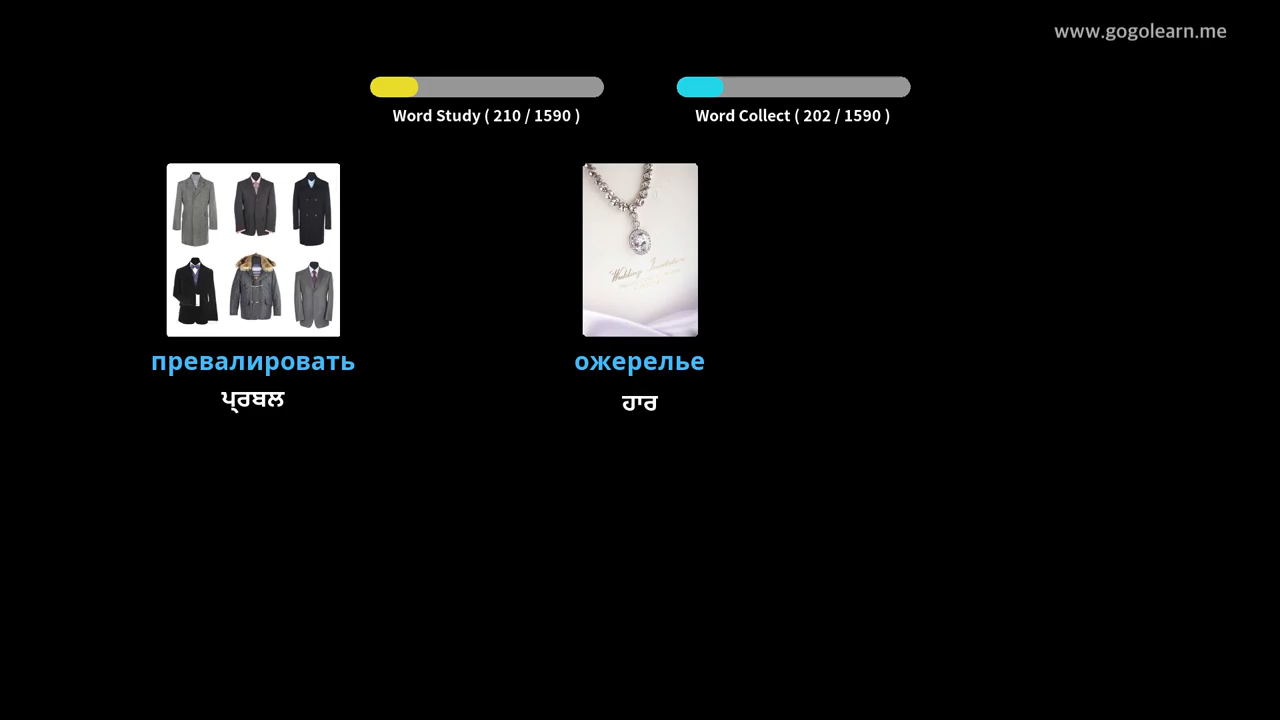 www.gogolearn.me
Word Study ( 210 / 1590 )
Word Collect ( 202 / 1590 )
превалировать
ਪ੍ਰਬਲ
ожерелье
ਹਾਰ